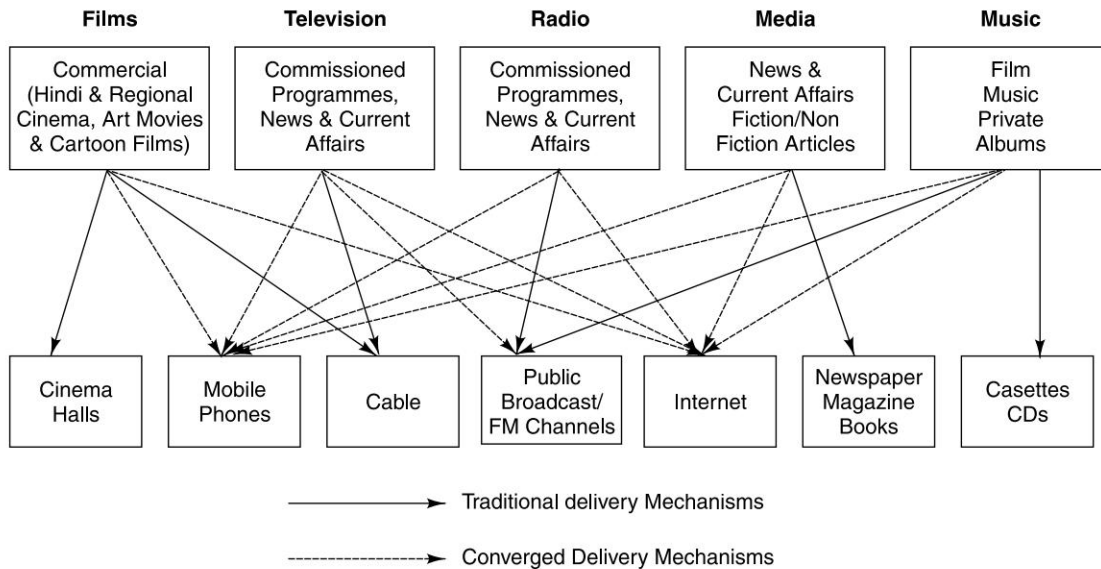 Films
Television
Radio
Media
Music
Commercial
(Hindi & Regional
Cinema, Art Movies
& Cartoon Films)
Commissioned
Programmes,
News & Current
Affairs
Commissioned
Programmes,
News & Current
Affairs
News &
Current Affairs
Fiction/Non
Fiction Articles
Film
Music
Private
Albums
Cinema
Halls
Mobile
Phones
Cable
Public
Broadcast/
FM Channels
Internet
Newspaper
Magazine
Books
Casettes
CDs
Traditional delivery Mechanisms
Converged Delivery Mechanisms